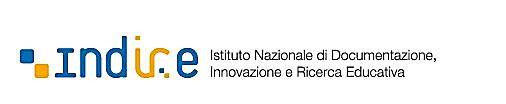 indire
Istituto Nazionale di Documentazione,
Innovazione e Ricerca Educativa